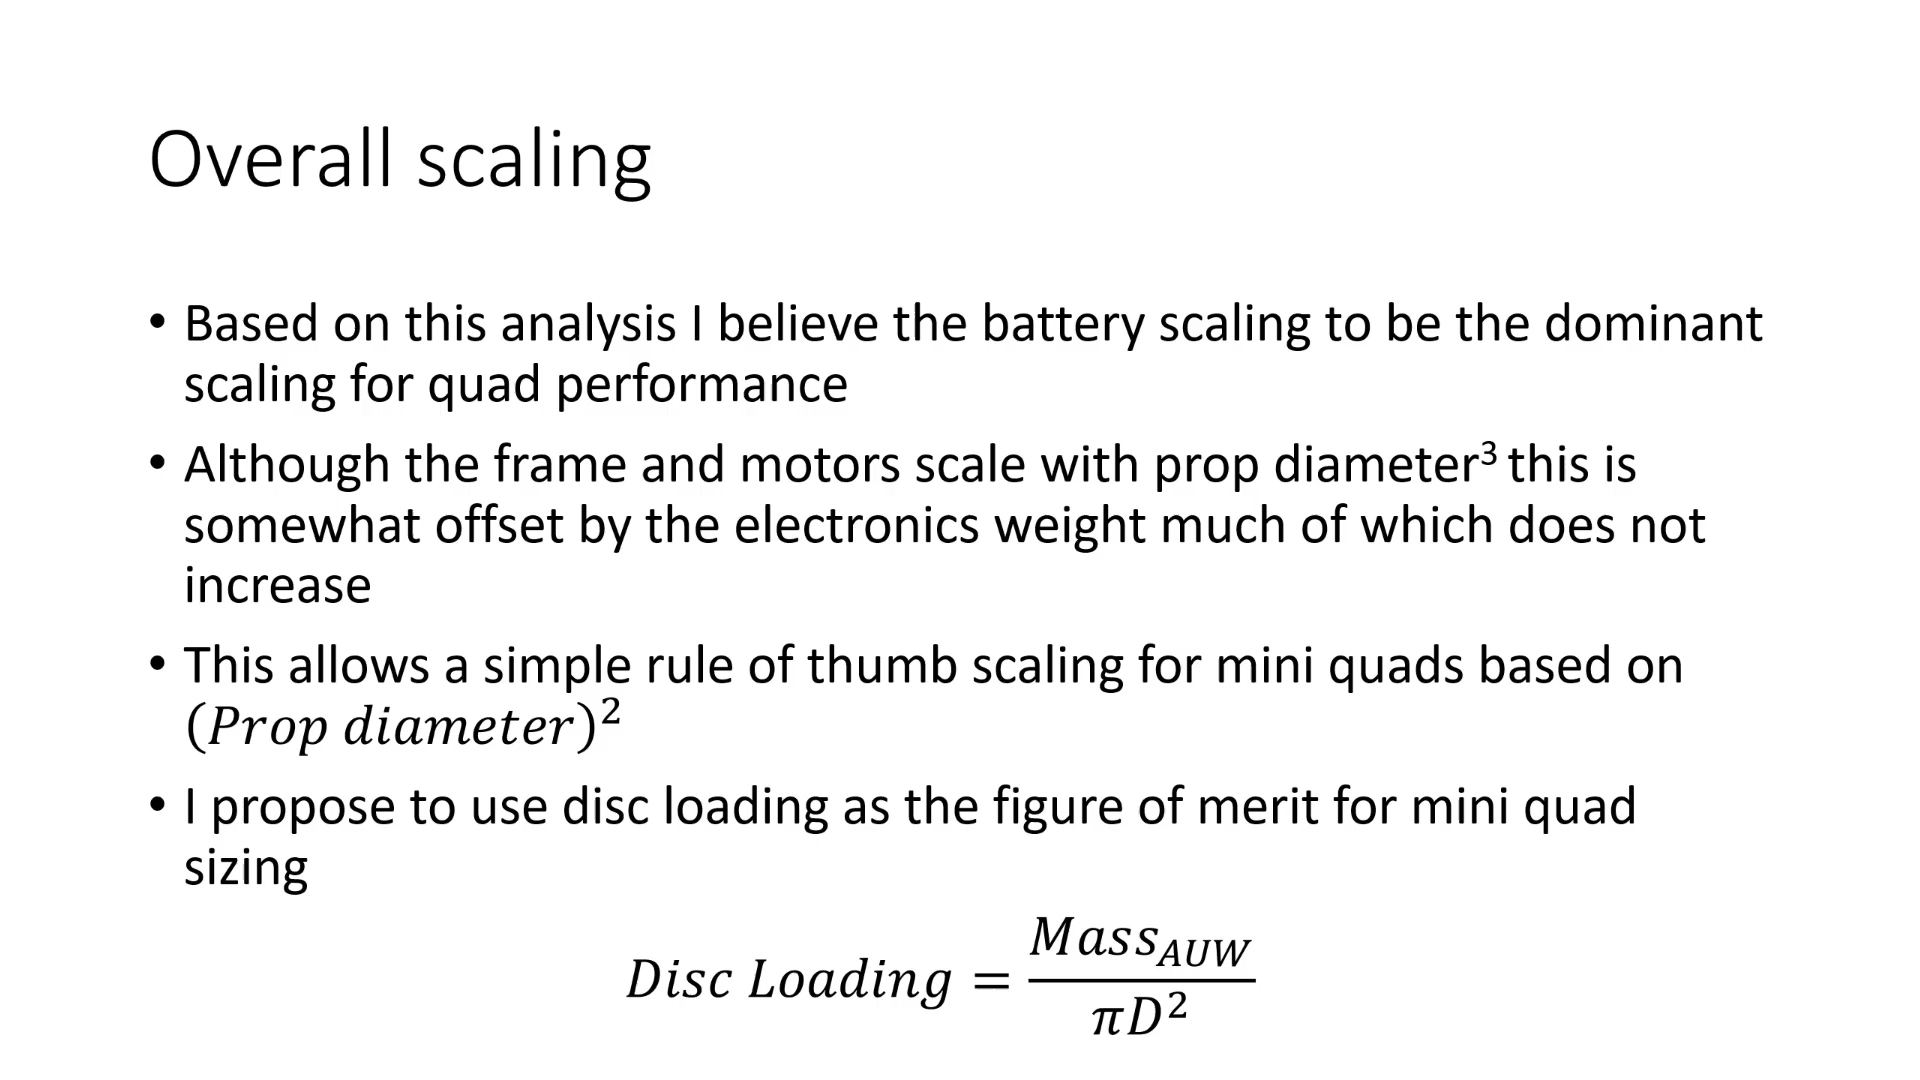 Overall scaling
• Based on this analysis I believe the battery scaling to be the dominant
scaling for quad performance
• Although the frame and motors scale with prop diameter³ this is
somewhat offset by the electronics weight much of which does not
increase
• This allows a simple rule of thumb scaling for mini quads based on
(Prop diameter)²
• I propose to use disc loading as the figure of merit for mini quad
sizing
Disc Loading = Mass_AUW / πD²